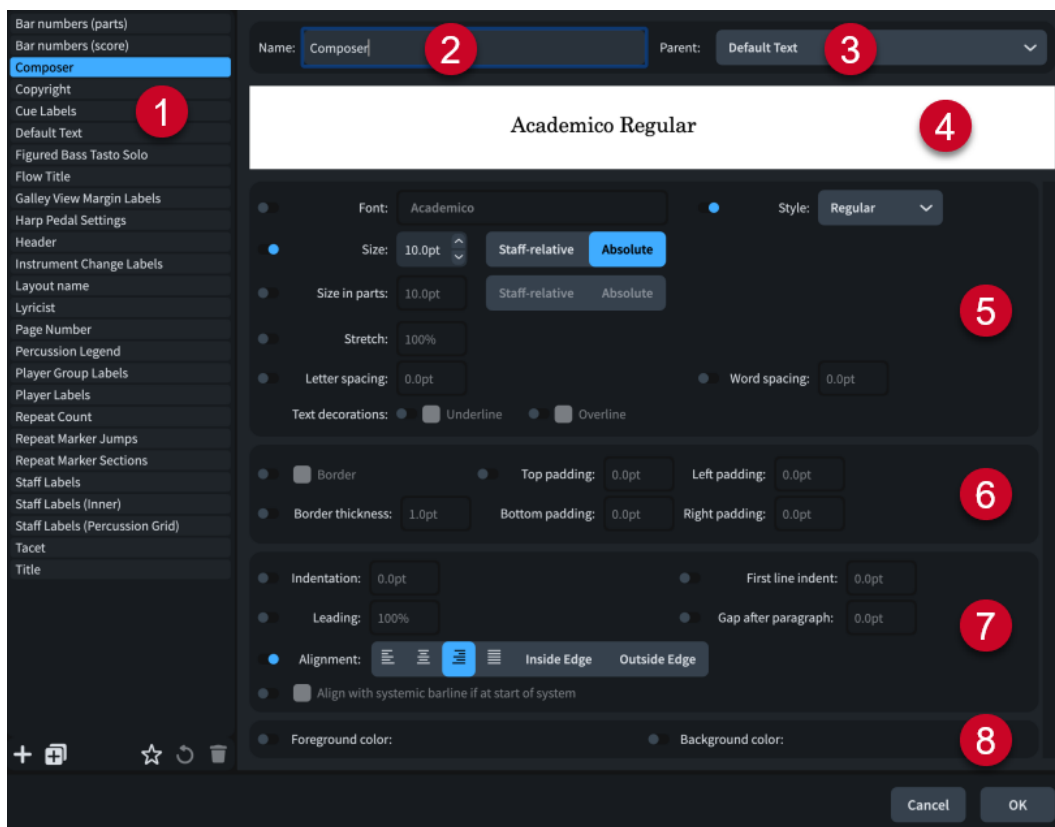 Bar numbers (parts)
Bar numbers (score)
Composer
Copyright
Cue Labels
Default Text
Figured Bass Tasto Solo
Flow Title
Galley View Margin Labels
Harp Pedal Settings
Header
Instrument Change Labels
Layout name
Lyricist
Page Number
Percussion Legend
Player Group Labels
Player Labels
Repeat Count
Repeat Marker Jumps
Repeat Marker Sections
Staff Labels
Staff Labels (Inner)
Staff Labels (Percussion Grid)
Tacet
Title
1
Name: Composer 2 Parent: Default Text 3
Academico Regular 4
Font: Academico Style: Regular
Size: 10.0pt Staff-relative Absolute
Size in parts: 10.0pt Staff-relative Absolute 5
Stretch: 100%
Letter spacing: 0.0pt Word spacing: 0.0pt
Text decorations: Underline Overline
Border Top padding: 0.0pt Left padding: 0.0pt 6
Border thickness: 1.0pt Bottom padding: 0.0pt Right padding: 0.0pt
Indentation: 0.0pt First line indent: 0.0pt
Leading: 100% Gap after paragraph: 0.0pt 7
Alignment: Inside Edge Outside Edge
Align with systemic barline if at start of system
Foreground color: Background color: 8
Cancel OK